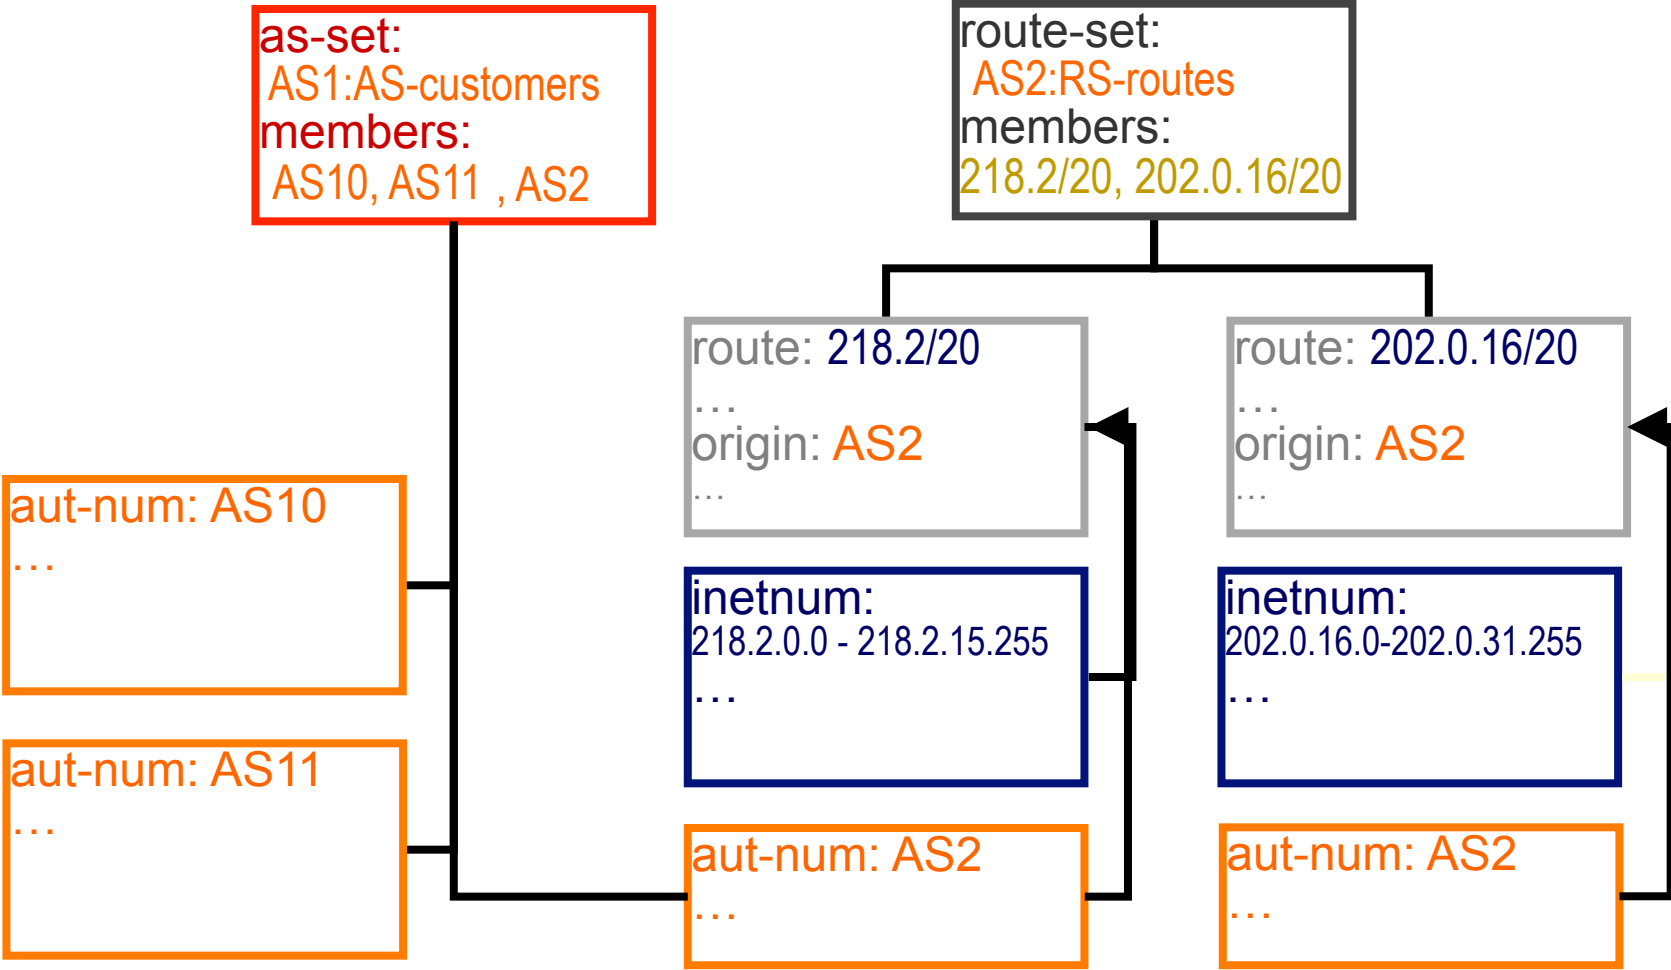 as-set:
AS1:AS-customers
members:
AS10, AS11 , AS2
route-set:
AS2:RS-routes
members:
218.2/20, 202.0.16/20
route: 218.2/20
...
origin: AS2
...
route: 202.0.16/20
...
origin: AS2
...
aut-num: AS10
...
inetnum:
218.2.0.0 - 218.2.15.255
...
inetnum:
202.0.16.0-202.0.31.255
...
aut-num: AS11
...
aut-num: AS2
...
aut-num: AS2
...